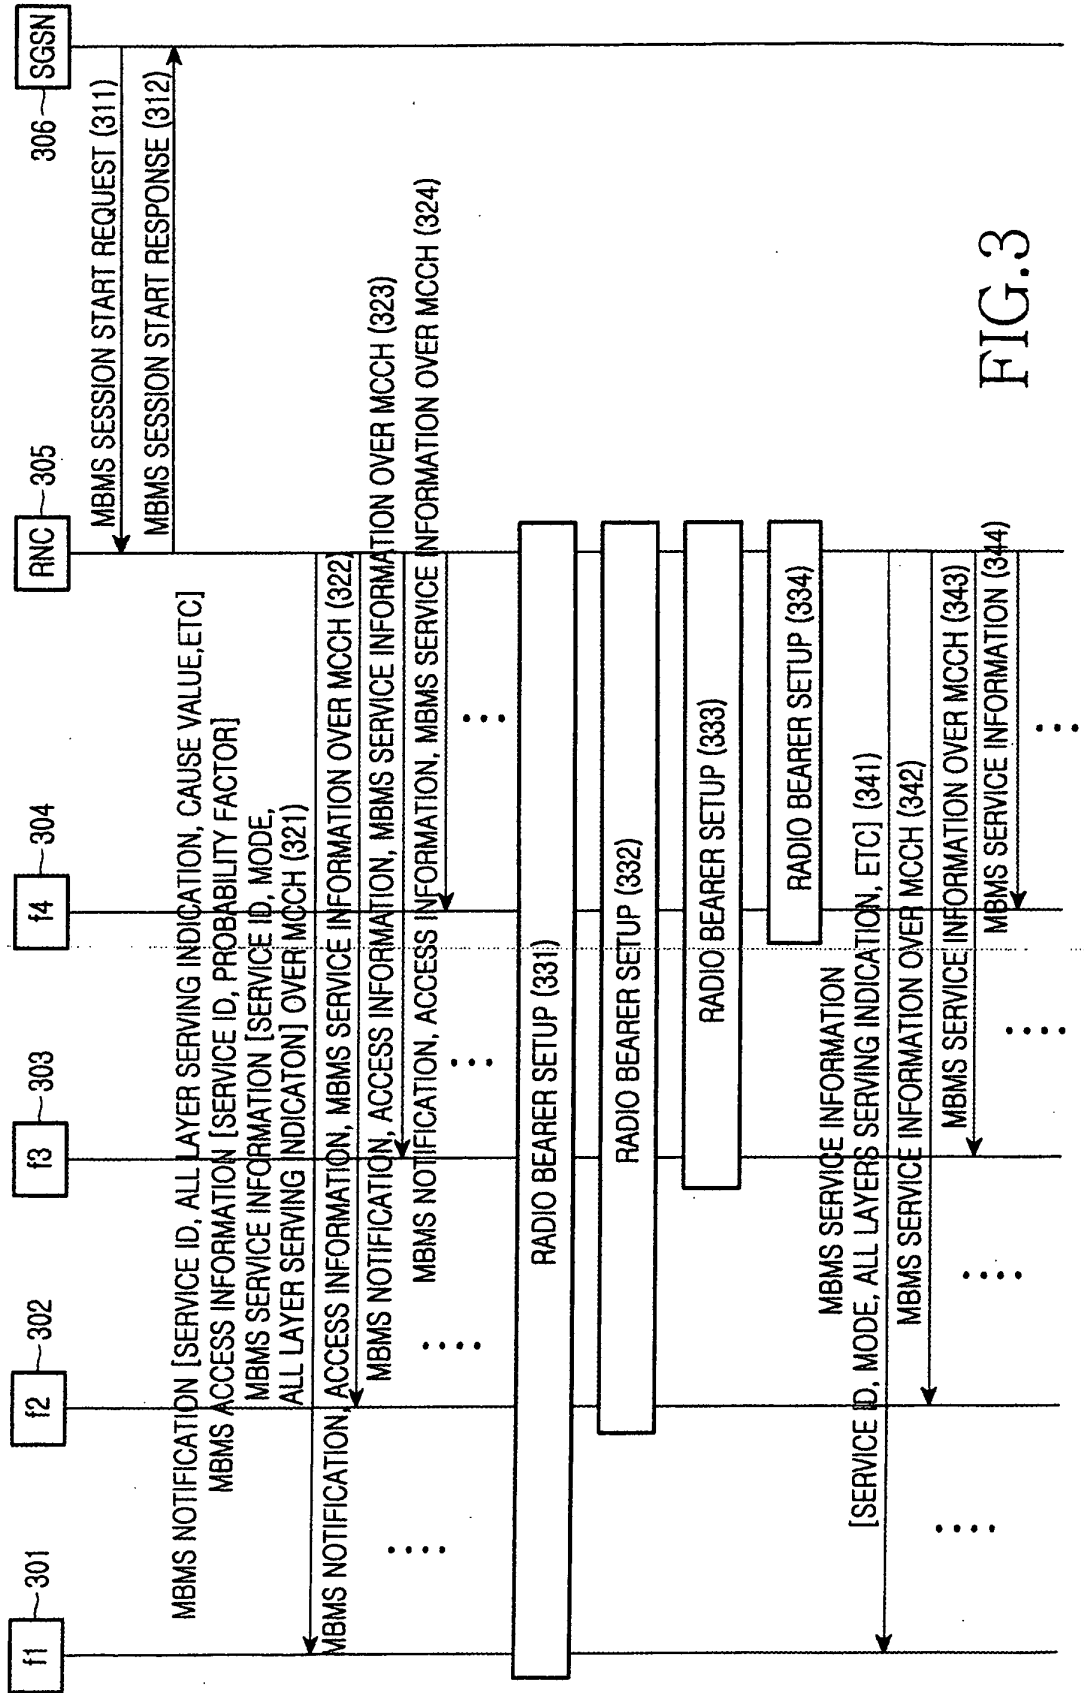 f1 ~ 301
f2 ~ 302
f3 ~ 303
f4 ~ 304
RNC ~ 305
306 ~ SGSN
MBMS SESSION START REQUEST (311)
MBMS SESSION START RESPONSE (312)
MBMS NOTIFICATION [SERVICE ID, ALL LAYER SERVING INDICATION, CAUSE VALUE,ETC]
MBMS ACCESS INFORMATION [SERVICE ID, PROBABILITY FACTOR]
MBMS SERVICE INFORMATION [SERVICE ID, MODE,
ALL LAYER SERVING INDICATON] OVER MCCH (321)
MBMS NOTIFICATION, ACCESS INFORMATION, MBMS SERVICE INFORMATION OVER MCCH (322)
MBMS NOTIFICATION, ACCESS INFORMATION, MBMS SERVICE INFORMATION OVER MCCH (323)
MBMS NOTIFICATION, ACCESS INFORMATION, MBMS SERVICE INFORMATION OVER MCCH (324)
RADIO BEARER SETUP (331)
RADIO BEARER SETUP (332)
RADIO BEARER SETUP (333)
RADIO BEARER SETUP (334)
MBMS SERVICE INFORMATION
[SERVICE ID, MODE, ALL LAYERS SERVING INDICATION, ETC] (341)
MBMS SERVICE INFORMATION OVER MCCH (342)
MBMS SERVICE INFORMATION OVER MCCH (343)
MBMS SERVICE INFORMATION (344)
FIG.3